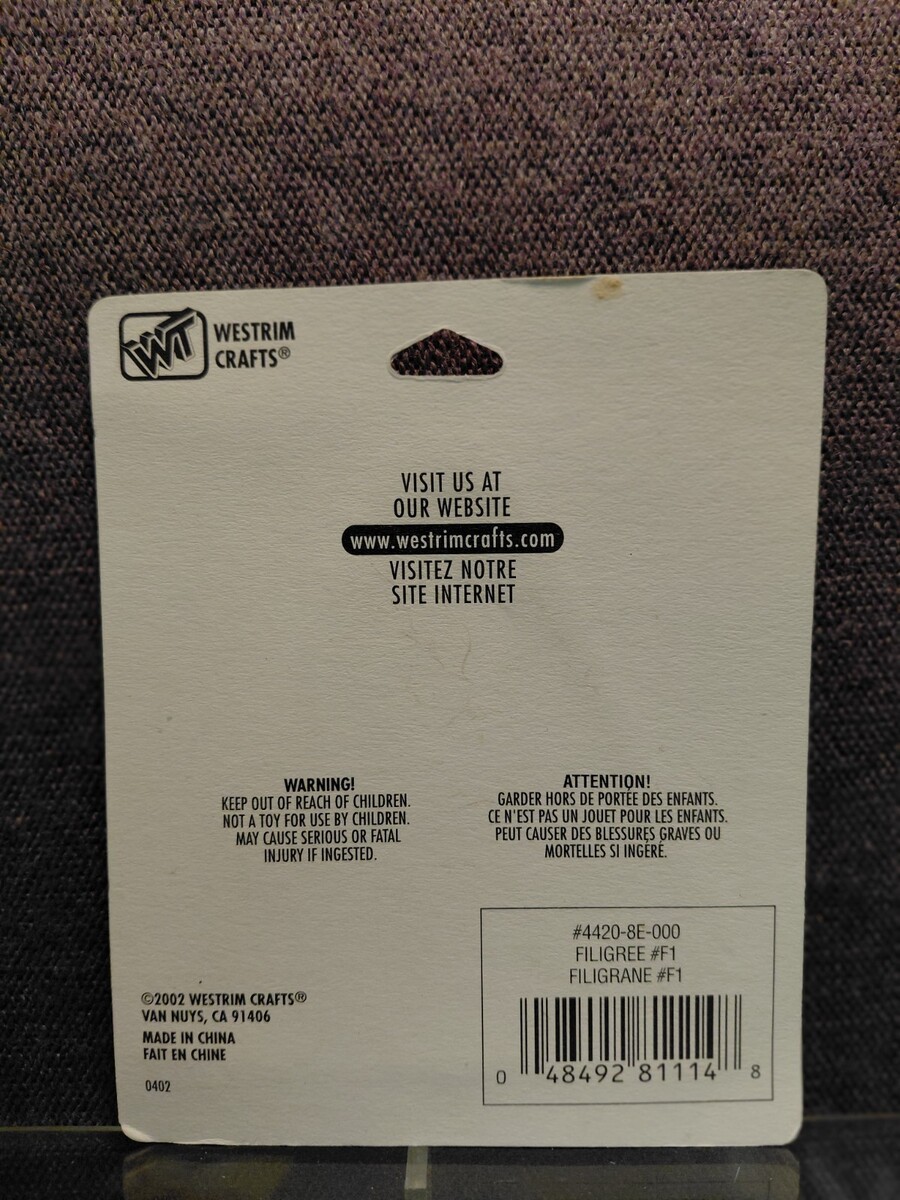 WT
WESTRIM
CRAFTS®
VISIT US AT
OUR WEBSITE
www.westrimcrafts.com
VISITEZ NOTRE
SITE INTERNET
WARNING!
KEEP OUT OF REACH OF CHILDREN.
NOT A TOY FOR USE BY CHILDREN.
MAY CAUSE SERIOUS OR FATAL
INJURY IF INGESTED.
ATTENTION!
GARDER HORS DE PORTÉE DES ENFANTS.
CE N'EST PAS UN JOUET POUR LES ENFANTS.
PEUT CAUSER DES BLESSURES GRAVES OU
MORTELLES SI INGÉRÉ.
#4420-8E-000
FILIGREE #F1
FILIGRANE #F1
0 48492 81114 8
©2002 WESTRIM CRAFTS®
VAN NUYS, CA 91406
MADE IN CHINA
FAIT EN CHINE
0402